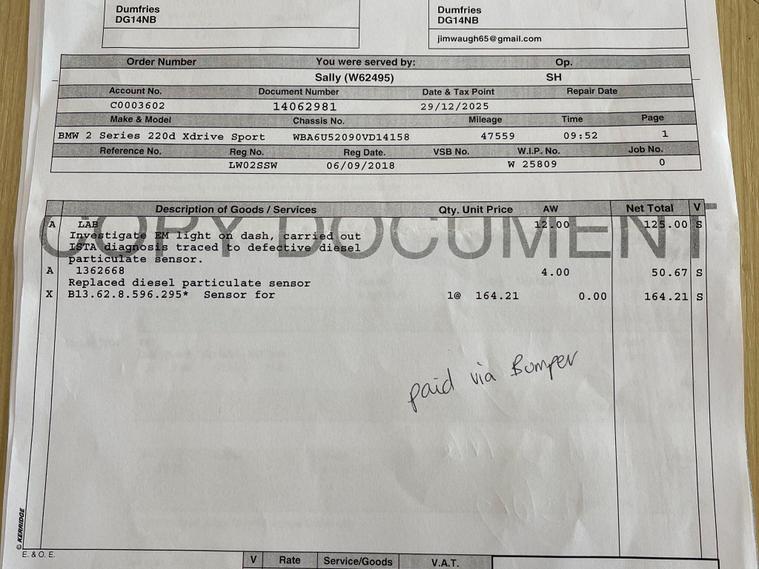 Dumfries
DG14NB
Dumfries
DG14NB
jimwaugh65@gmail.com
Order Number You were served by: Op.
Sally (W62495) SH
Account No. Document Number Date & Tax Point Repair Date
C0003602 14062981 29/12/2025
Make & Model Chassis No. Mileage Time Page
BMW 2 Series 220d Xdrive Sport WBA6U52090VD14158 47559 09:52 1
Reference No. Reg No. Reg Date. VSB No. W.I.P. No. Job No.
LW02SSW 06/09/2018 W 25809 0
Description of Goods / Services Qty. Unit Price AW Net Total V
COPY DOCUMENT
A LAB 12.00 125.00 S
Investigate EM light on dash, carried out
ISTA diagnosis traced to defective diesel
particulate sensor.
A 1362668 4.00 50.67 S
Replaced diesel particulate sensor
X B13.62.8.596.295* Sensor for 1@ 164.21 0.00 164.21 S
paid via Bumper
© KERRIDGE
E. & O. E.
V Rate Service/Goods V.A.T.